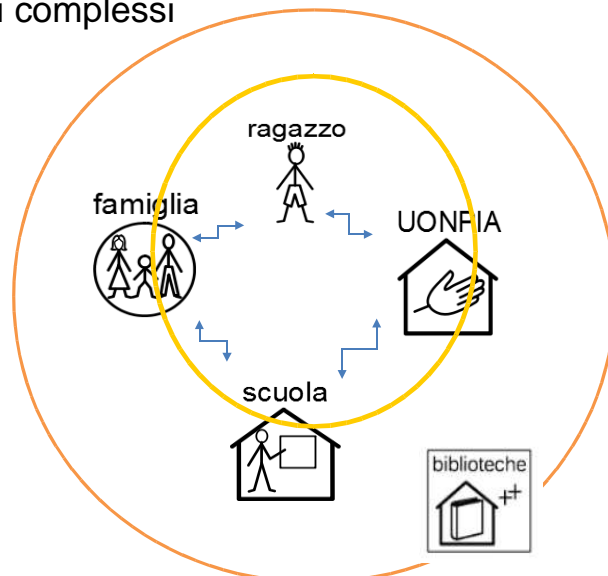 complessi
ragazzo
famiglia
UONPIA
scuola
biblioteche
++